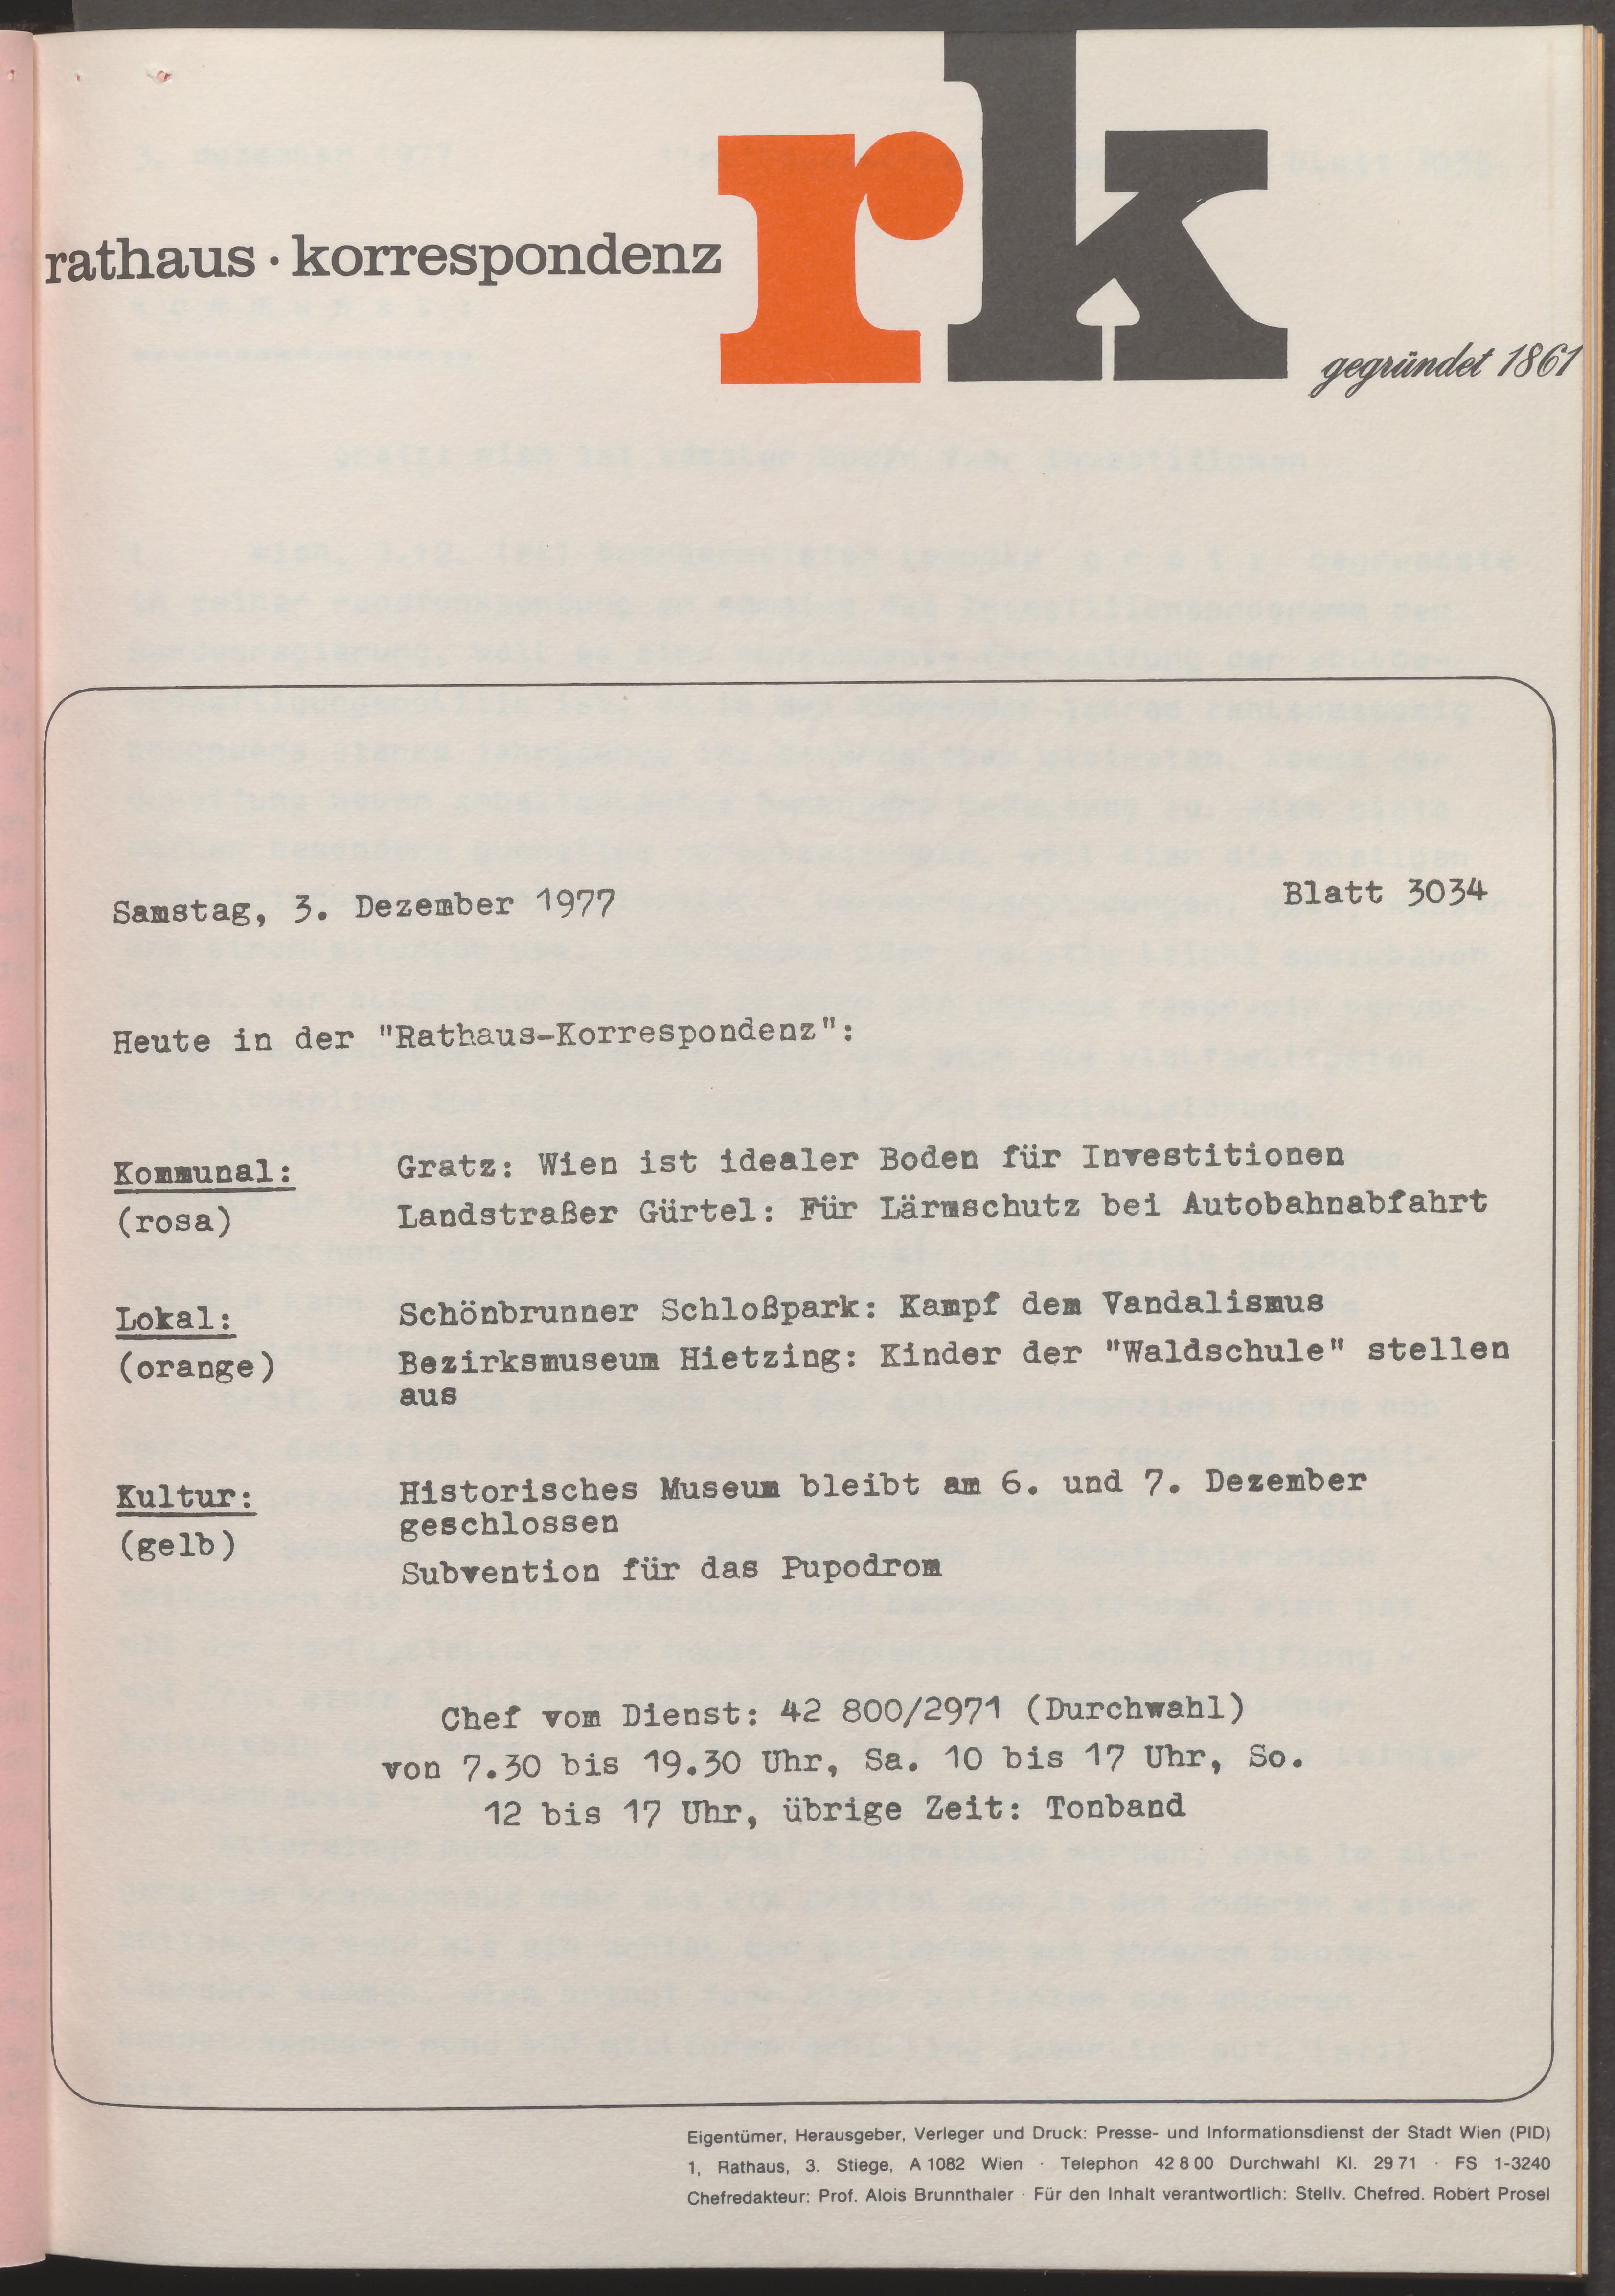 rk
rathaus · korrespondenz
gegründet 1861
Samstag, 3. Dezember 1977 Blatt 3034
Heute in der "Rathaus-Korrespondenz":
Kommunal: Gratz: Wien ist idealer Boden für Investitionen
(rosa) Landstraßer Gürtel: Für Lärmschutz bei Autobahnabfahrt
Lokal: Schönbrunner Schloßpark: Kampf dem Vandalismus
(orange) Bezirksmuseum Hietzing: Kinder der "Waldschule" stellen
aus
Kultur: Historisches Museum bleibt am 6. und 7. Dezember
geschlossen
(gelb)
Subvention für das Pupodrom
Chef vom Dienst: 42 800/2971 (Durchwahl)
von 7.30 bis 19.30 Uhr, Sa. 10 bis 17 Uhr, So.
12 bis 17 Uhr, übrige Zeit: Tonband
Eigentümer, Herausgeber, Verleger und Druck: Presse- und Informationsdienst der Stadt Wien (PID)
1, Rathaus, 3. Stiege, A 1082 Wien · Telephon 42 8 00 Durchwahl Kl. 29 71 · FS 1-3240
Chefredakteur: Prof. Alois Brunnthaler · Für den Inhalt verantwortlich: Stellv. Chefred. Robert Prosel